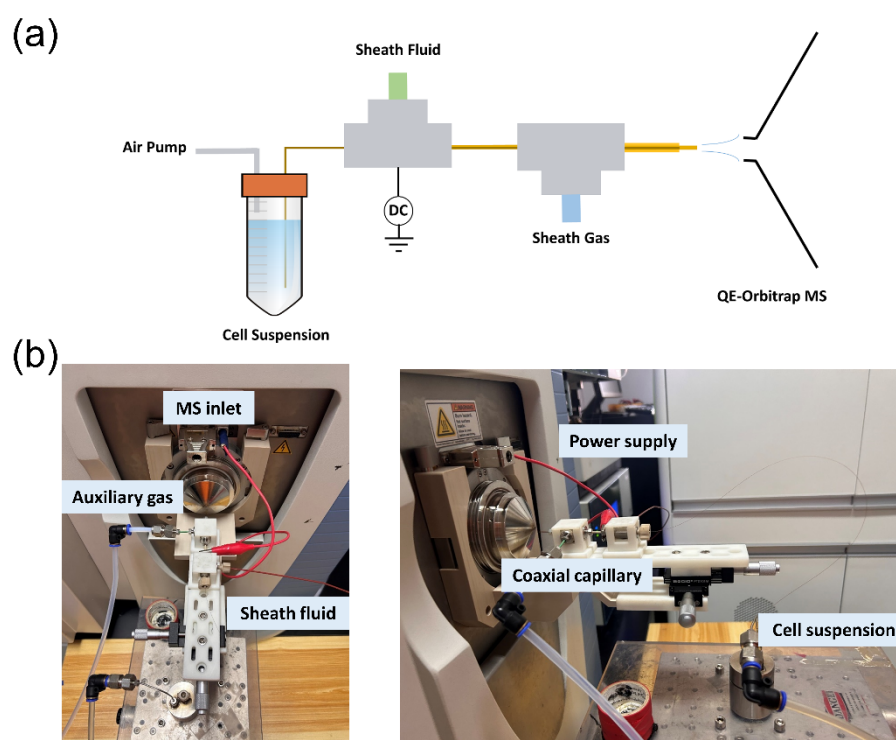 (a)
Sheath Fluid
Air Pump
DC
Sheath Gas
QE-Orbitrap MS
Cell Suspension
(b)
MS inlet
Auxiliary gas
Sheath fluid
Power supply
Coaxial capillary
Cell suspension